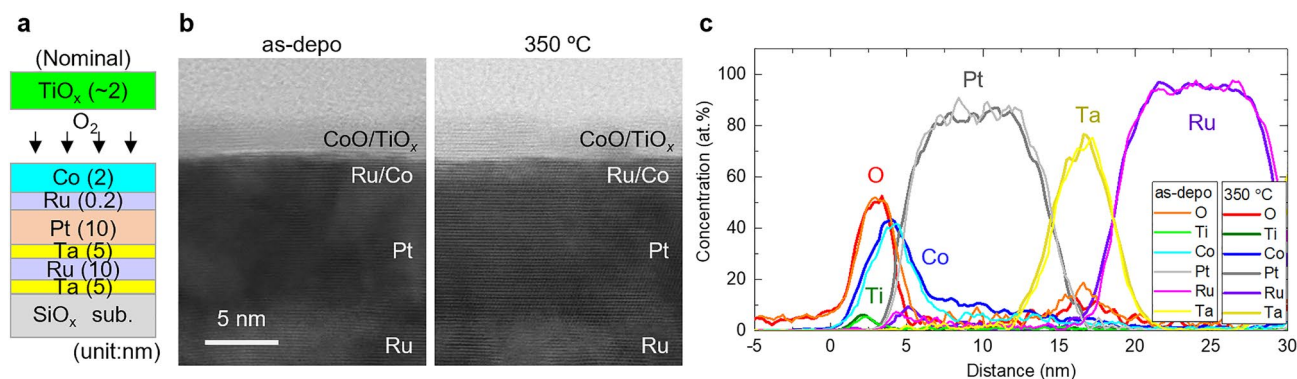 a
(Nominal)
TiOx (~2)
O2
Co (2)
Ru (0.2)
Pt (10)
Ta (5)
Ru (10)
Ta (5)
SiOx sub.
(unit:nm)
b
as-depo
350 ºC
CoO/TiOx
Ru/Co
Pt
5 nm
Ru
CoO/TiOx
Ru/Co
Pt
Ru
c
-5 0 5 10 15 20 25 30
Distance (nm)
0
20
40
60
80
100
Concentration (at.%)
O
Ti
Co
Pt
Ta
Ru
as-depo
O
Ti
Co
Pt
Ru
Ta
350 ºC
O
Ti
Co
Pt
Ru
Ta